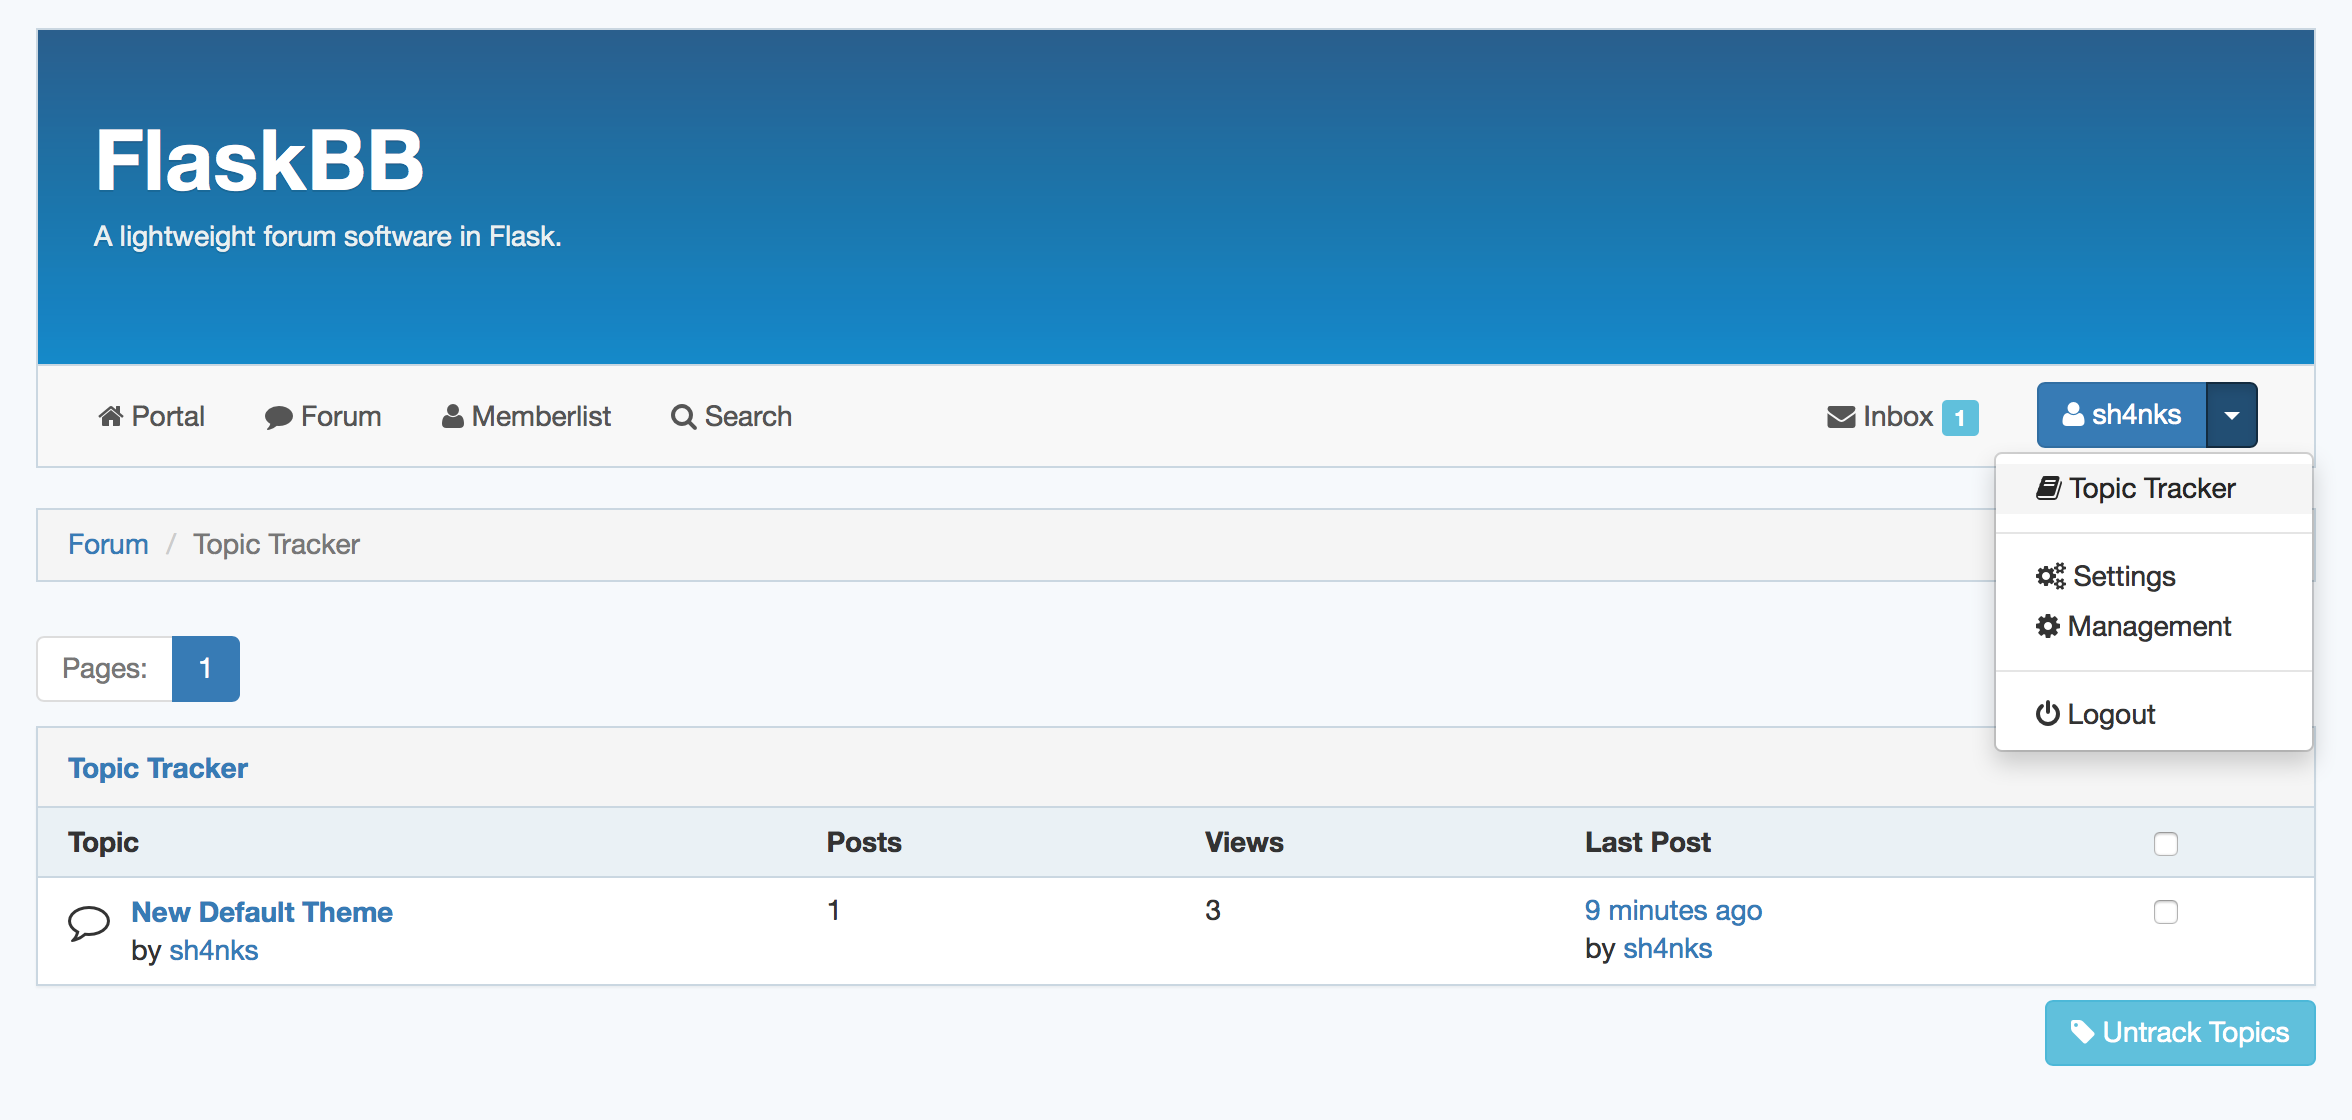 FlaskBB
A lightweight forum software in Flask.
Portal Forum Memberlist Search Inbox 1 sh4nks
Topic Tracker
Settings
Management
Logout
Forum / Topic Tracker
Pages: 1
Topic Tracker
Topic Posts Views Last Post
New Default Theme 1 3 9 minutes ago
by sh4nks by sh4nks
Untrack Topics